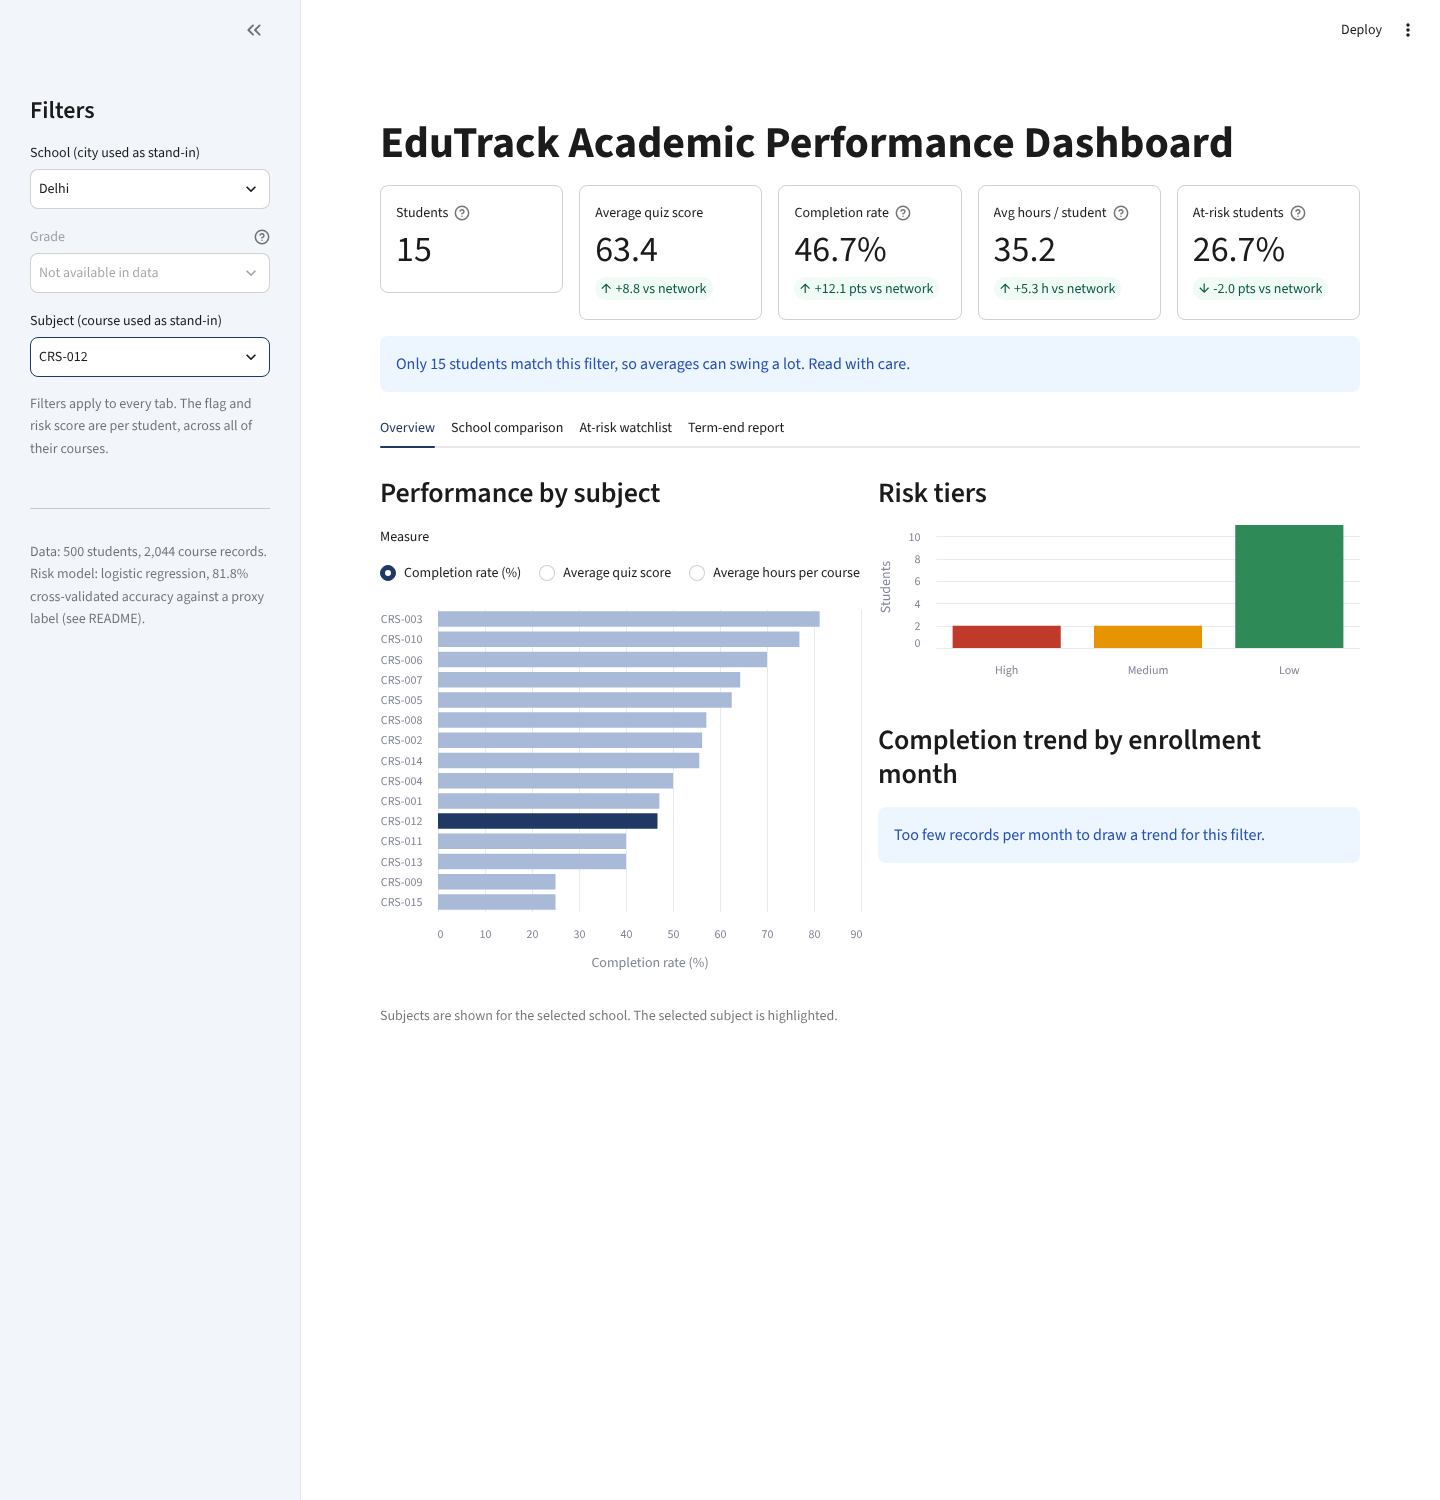 Deploy
Filters
School (city used as stand-in)
Delhi
Grade
Not available in data
Subject (course used as stand-in)
CRS-012
Filters apply to every tab. The flag and
risk score are per student, across all of
their courses.
Data: 500 students, 2,044 course records.
Risk model: logistic regression, 81.8%
cross-validated accuracy against a proxy
label (see README).
EduTrack Academic Performance Dashboard
Students
15
Average quiz score
63.4
↑ +8.8 vs network
Completion rate
46.7%
↑ +12.1 pts vs network
Avg hours / student
35.2
↑ +5.3 h vs network
At-risk students
26.7%
↓ -2.0 pts vs network
Only 15 students match this filter, so averages can swing a lot. Read with care.
Overview School comparison At-risk watchlist Term-end report
Performance by subject
Measure
Completion rate (%) Average quiz score Average hours per course
CRS-003
CRS-010
CRS-006
CRS-007
CRS-005
CRS-008
CRS-002
CRS-014
CRS-004
CRS-001
CRS-012
CRS-011
CRS-013
CRS-009
CRS-015
0 10 20 30 40 50 60 70 80 90
Completion rate (%)
Subjects are shown for the selected school. The selected subject is highlighted.
Risk tiers
Students
10
8
6
4
2
0
High Medium Low
Completion trend by enrollment
month
Too few records per month to draw a trend for this filter.